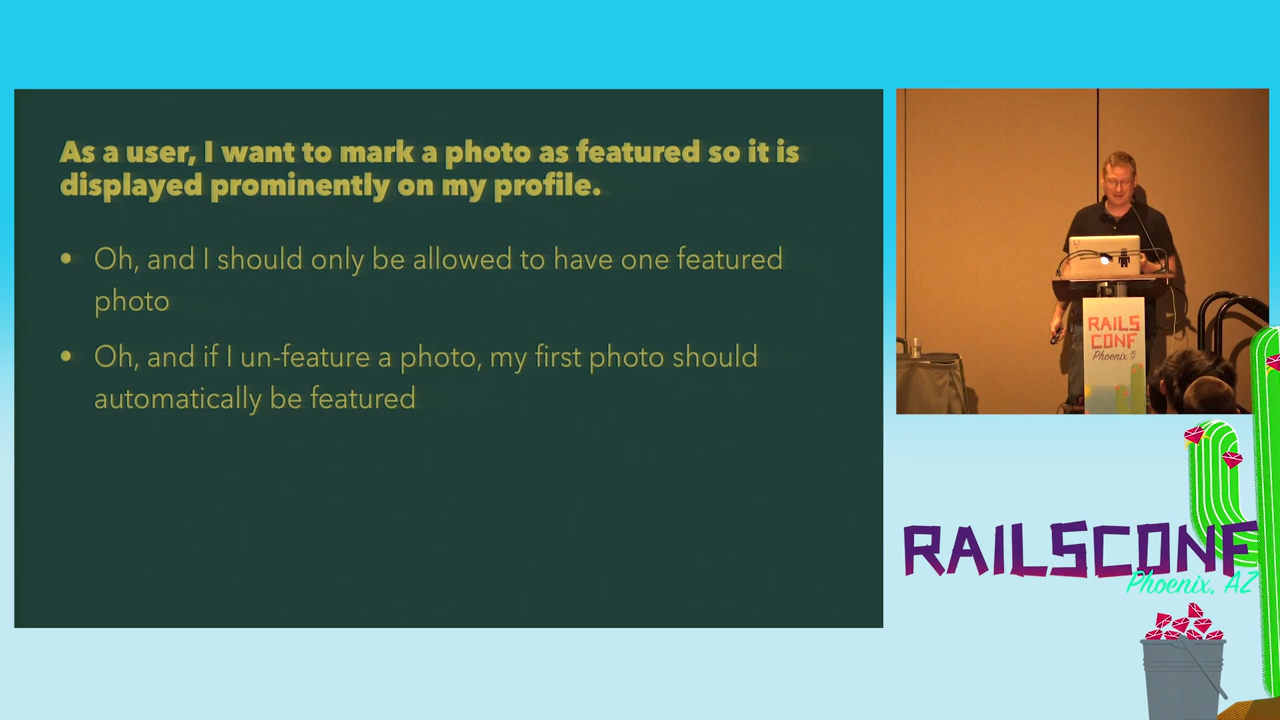 As a user, I want to mark a photo as featured so it is
displayed prominently on my profile.
• Oh, and I should only be allowed to have one featured
photo
• Oh, and if I un-feature a photo, my first photo should
automatically be featured
RAILS
CONF
Phoenix
RAILSCONF
Phoenix, AZ